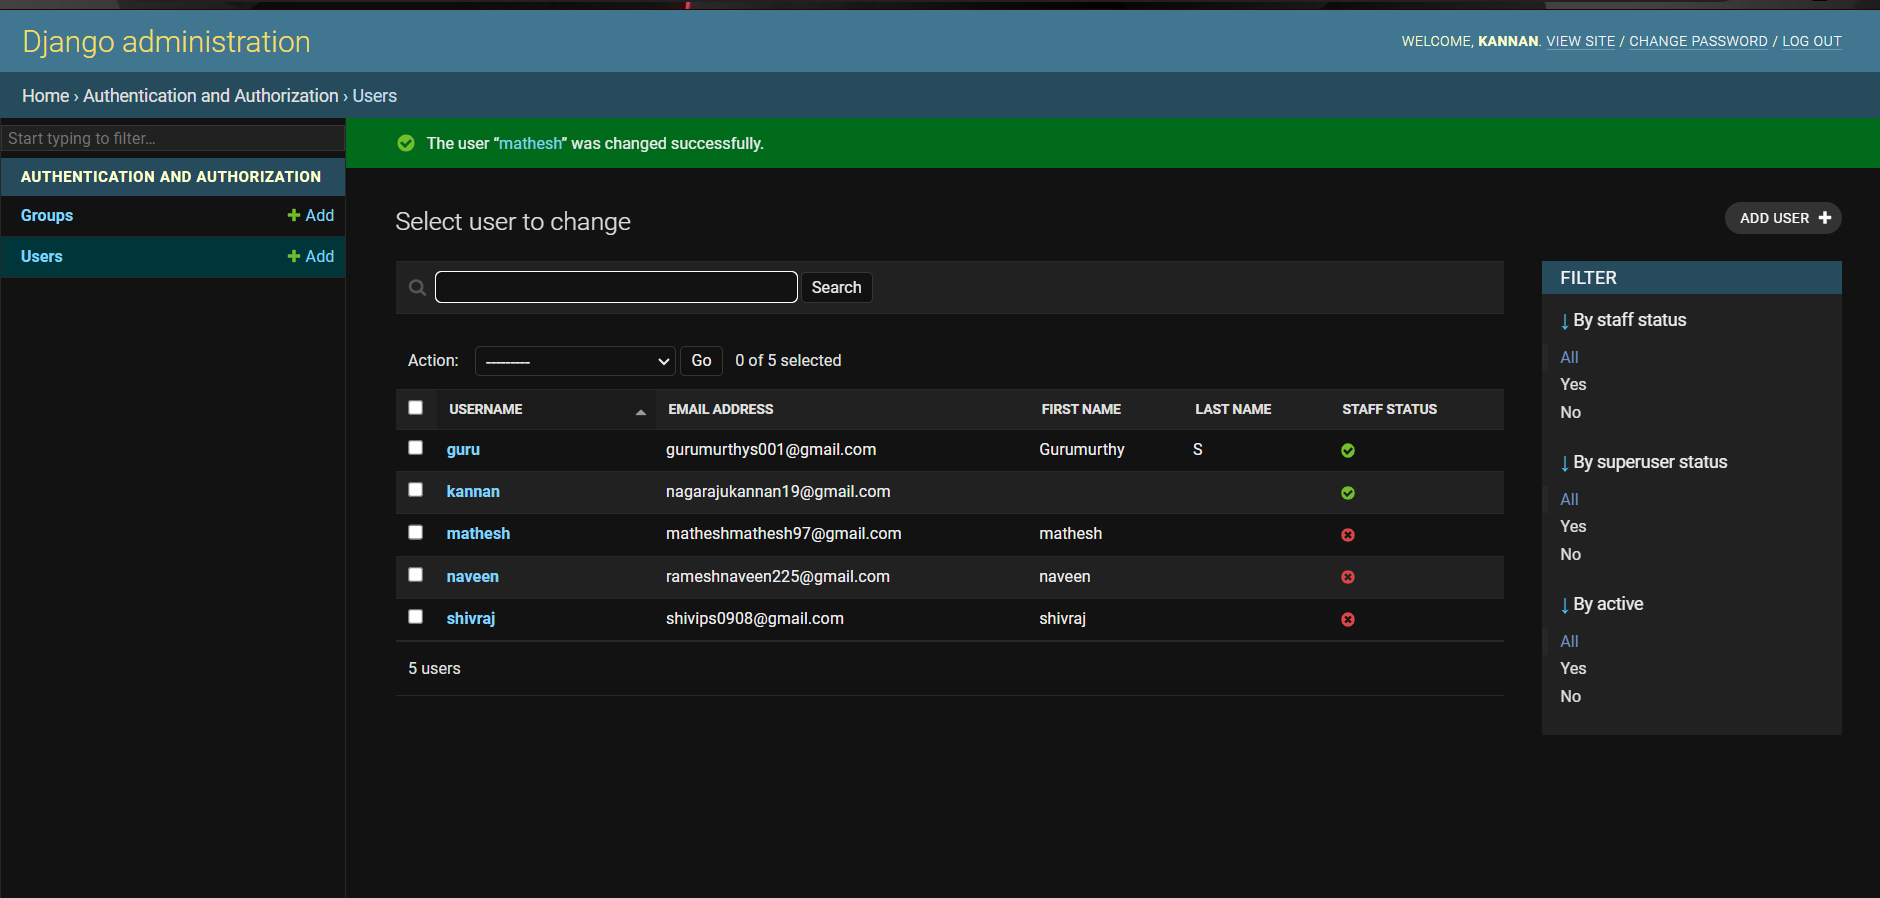 Django administration
WELCOME, KANNAN. VIEW SITE / CHANGE PASSWORD / LOG OUT
Home › Authentication and Authorization › Users
Start typing to filter...
AUTHENTICATION AND AUTHORIZATION
Groups + Add
Users + Add
The user “mathesh” was changed successfully.
Select user to change
ADD USER +
Search
Action: --------- Go 0 of 5 selected
USERNAME EMAIL ADDRESS FIRST NAME LAST NAME STAFF STATUS
guru gurumurthys001@gmail.com Gurumurthy S
kannan nagarajukannan19@gmail.com
mathesh matheshmathesh97@gmail.com mathesh
naveen rameshnaveen225@gmail.com naveen
shivraj shivips0908@gmail.com shivraj
5 users
FILTER
↓ By staff status
All
Yes
No
↓ By superuser status
All
Yes
No
↓ By active
All
Yes
No